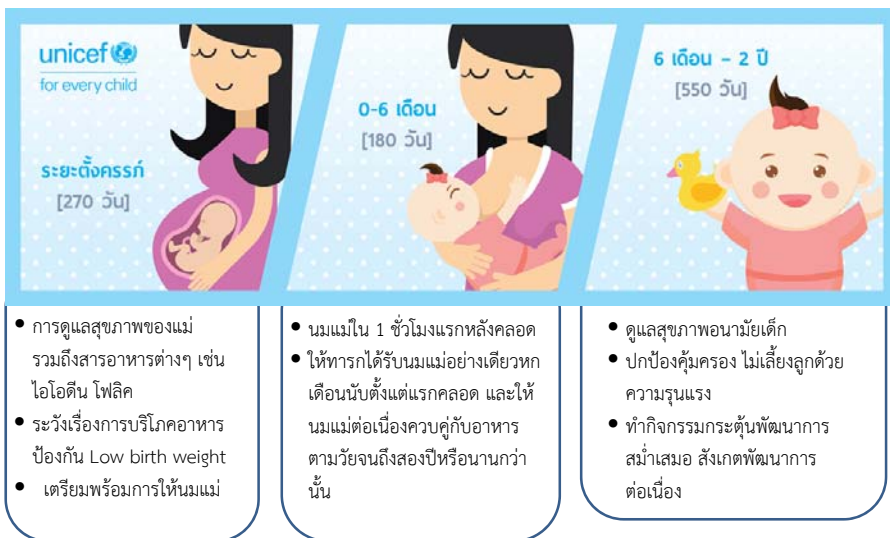 unicef
for every child
ระยะตั้งครรภ์
[270 วัน]
0-6 เดือน
[180 วัน]
6 เดือน – 2 ปี
[550 วัน]
• การดูแลสุขภาพของแม่
รวมถึงสารอาหารต่างๆ เช่น
ไอโอดีน โฟลิค
• ระวังเรื่องการบริโภคอาหาร
ป้องกัน Low birth weight
• เตรียมพร้อมการให้นมแม่
• นมแม่ใน 1 ชั่วโมงแรกหลังคลอด
• ให้ทารกได้รับนมแม่อย่างเดียวหก
เดือนนับตั้งแต่แรกคลอด และให้
นมแม่ต่อเนื่องควบคู่กับอาหาร
ตามวัยจนถึงสองปีหรือนานกว่า
นั้น
• ดูแลสุขภาพอนามัยเด็ก
• ปกป้องคุ้มครอง ไม่เลี้ยงลูกด้วย
ความรุนแรง
• ทำกิจกรรมกระตุ้นพัฒนาการ
สม่ำเสมอ สังเกตพัฒนาการ
ต่อเนื่อง